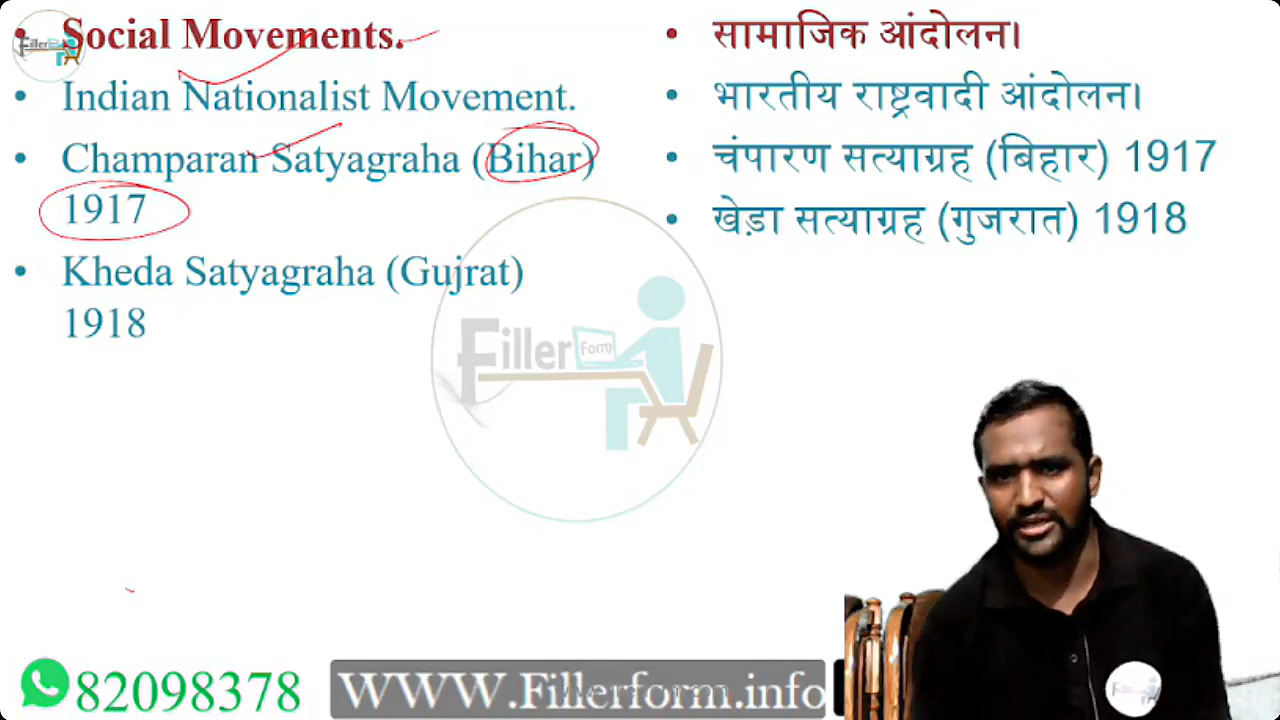 Social Movements.
Indian Nationalist Movement.
Champaran Satyagraha (Bihar)
1917
Kheda Satyagraha (Gujrat)
1918
सामाजिक आंदोलन।
भारतीय राष्ट्रवादी आंदोलन।
चंपारण सत्याग्रह (बिहार) 1917
खेड़ा सत्याग्रह (गुजरात) 1918
Filler Form
82098378
WWW.Fillerform.info